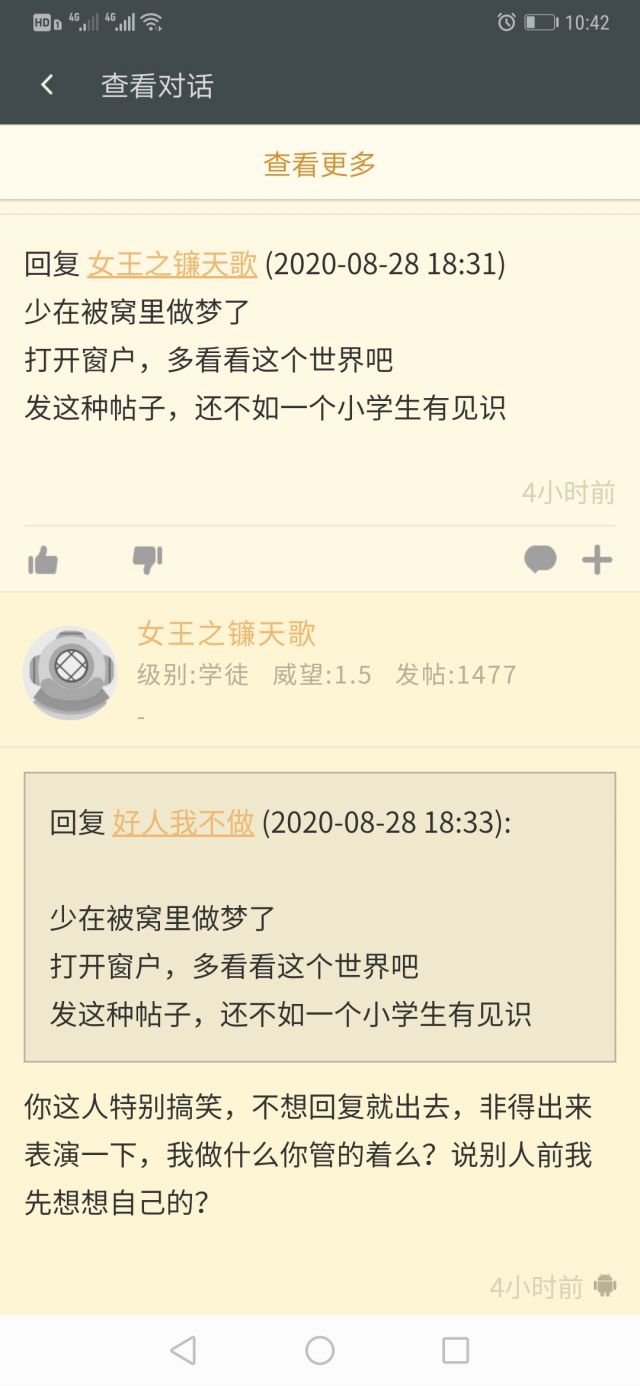 HD 4G 4G 10:42
查看对话
查看更多
回复 女王之镰天歌 (2020-08-28 18:31)
少在被窝里做梦了
打开窗户，多看看这个世界吧
发这种帖子，还不如一个小学生有见识
4小时前
女王之镰天歌
级别:学徒 威望:1.5 发帖:1477
-
回复 好人我不做 (2020-08-28 18:33):
少在被窝里做梦了
打开窗户，多看看这个世界吧
发这种帖子，还不如一个小学生有见识
你这人特别搞笑，不想回复就出去，非得出来
表演一下，我做什么你管的着么？说别人前我
先想想自己的？
4小时前